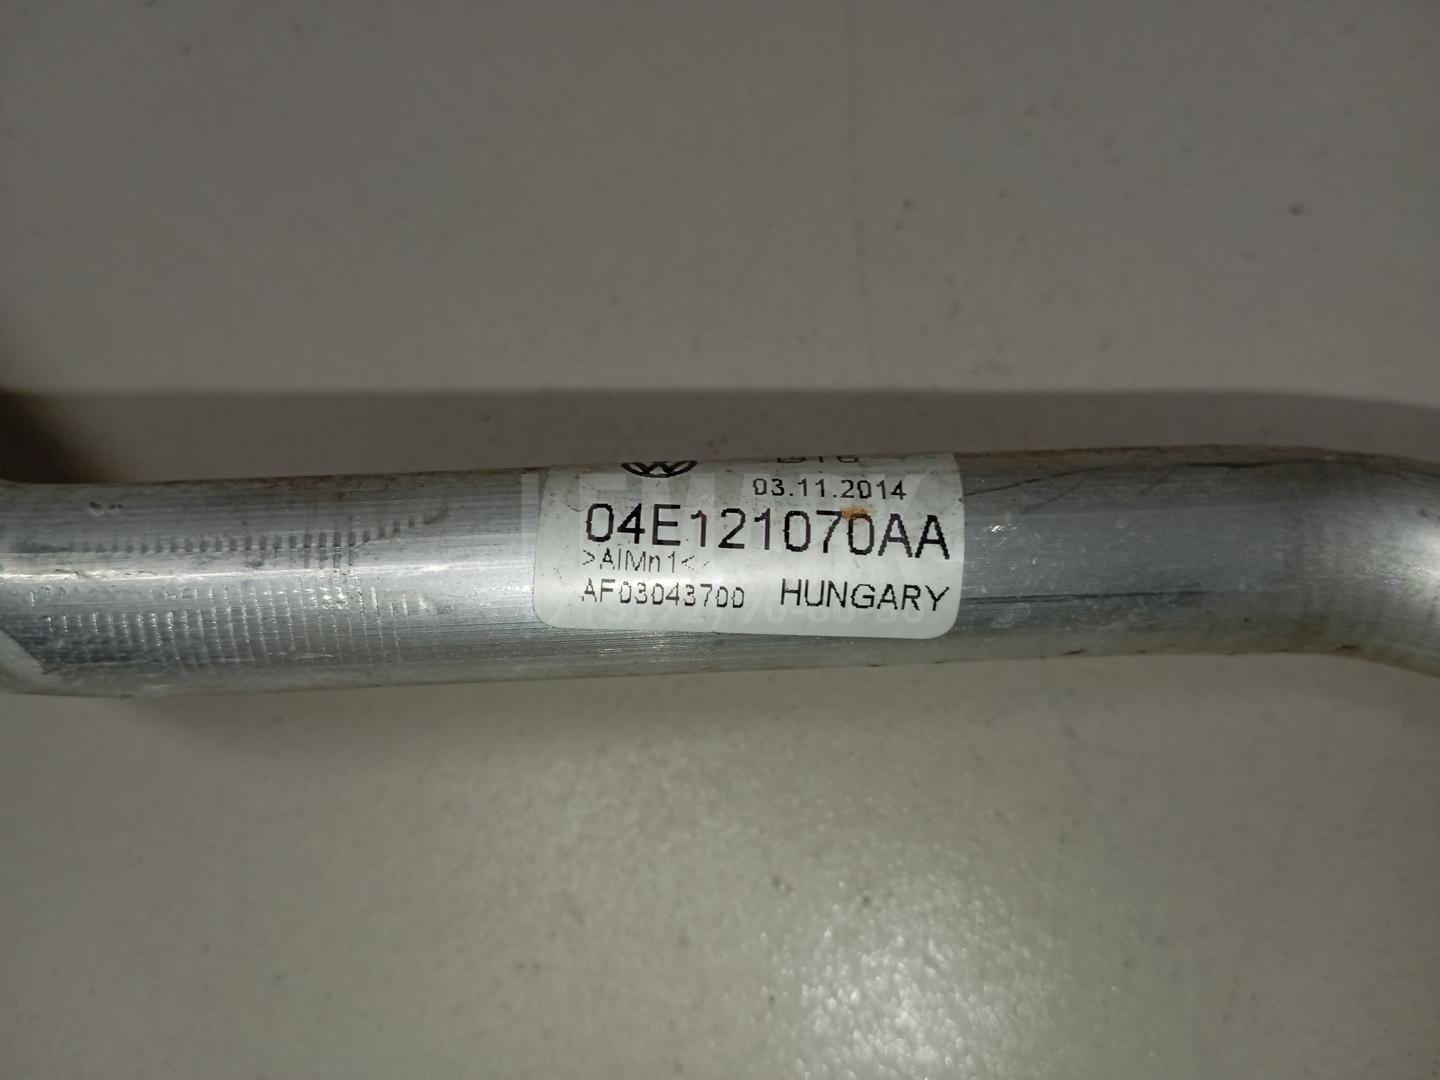 03.11.2014
04E121070AA
>AlMn1<
AF03043700 HUNGARY